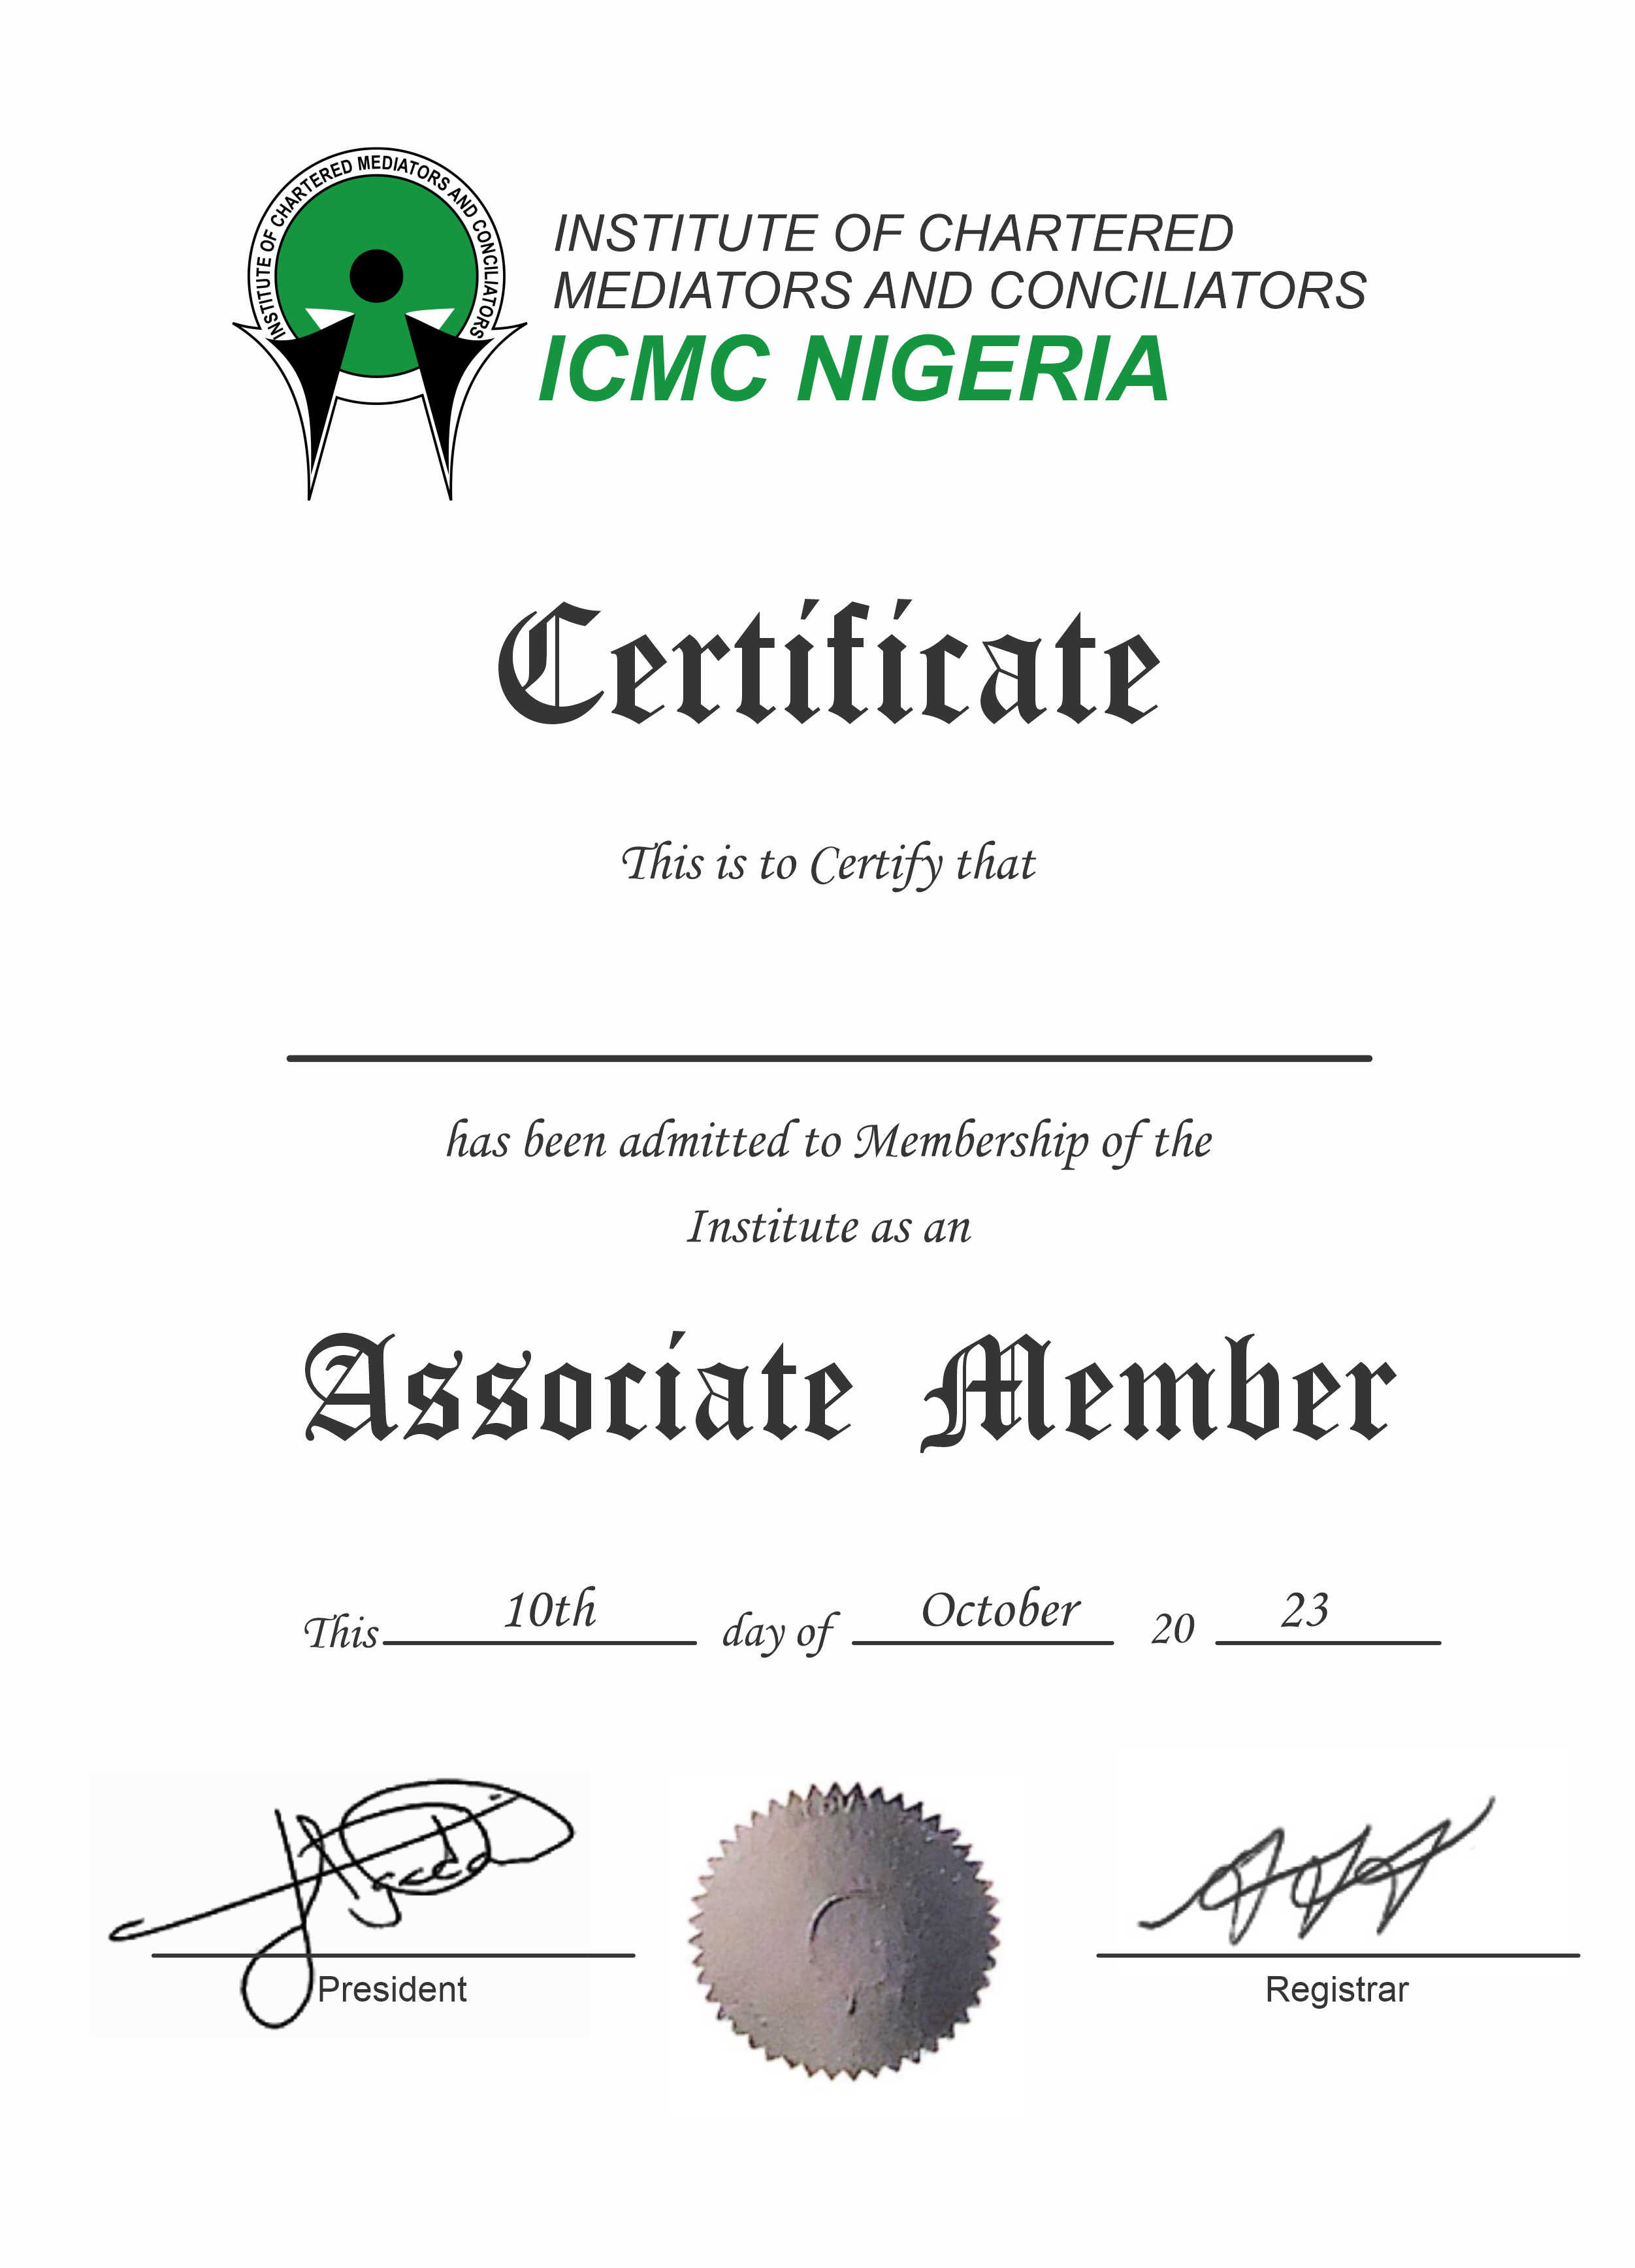 INSTITUTE OF CHARTERED MEDIATORS AND CONCILIATORS
INSTITUTE OF CHARTERED
MEDIATORS AND CONCILIATORS
ICMC NIGERIA
Certificate
This is to Certify that
has been admitted to Membership of the
Institute as an
Associate Member
This 10th day of October 20 23
President
Registrar